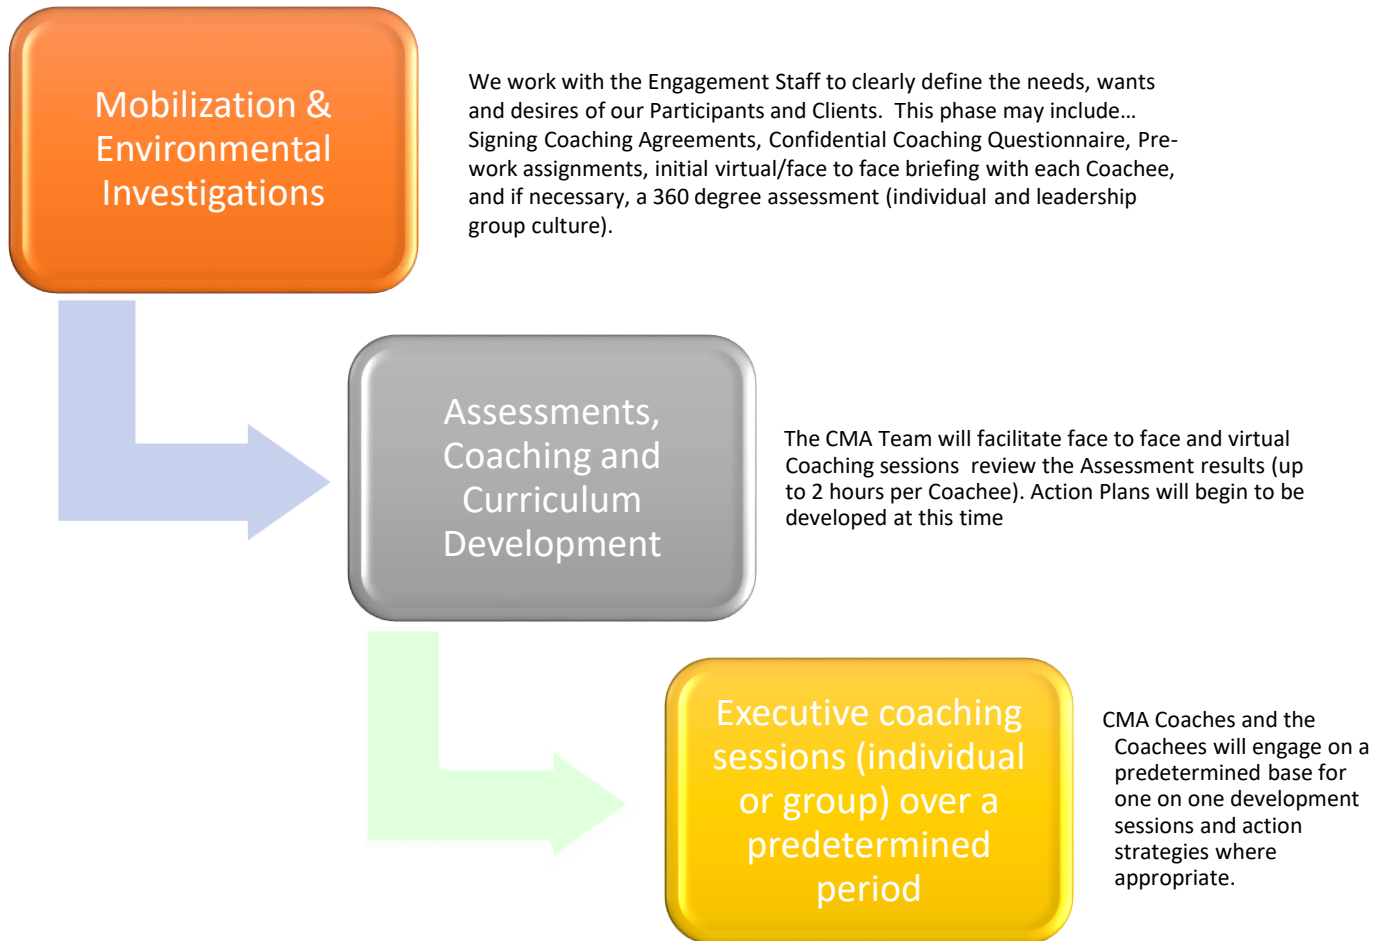 Mobilization &
Environmental
Investigations
We work with the Engagement Staff to clearly define the needs, wants
and desires of our Participants and Clients.  This phase may include…
Signing Coaching Agreements, Confidential Coaching Questionnaire, Pre-
work assignments, initial virtual/face to face briefing with each Coachee,
and if necessary, a 360 degree assessment (individual and leadership
group culture).
Assessments,
Coaching and
Curriculum
Development
The CMA Team will facilitate face to face and virtual
Coaching sessions  review the Assessment results (up
to 2 hours per Coachee). Action Plans will begin to be
developed at this time
Executive coaching
sessions (individual
or group) over a
predetermined
period
CMA Coaches and the
Coachees will engage on a
predetermined base for
one on one development
sessions and action
strategies where
appropriate.